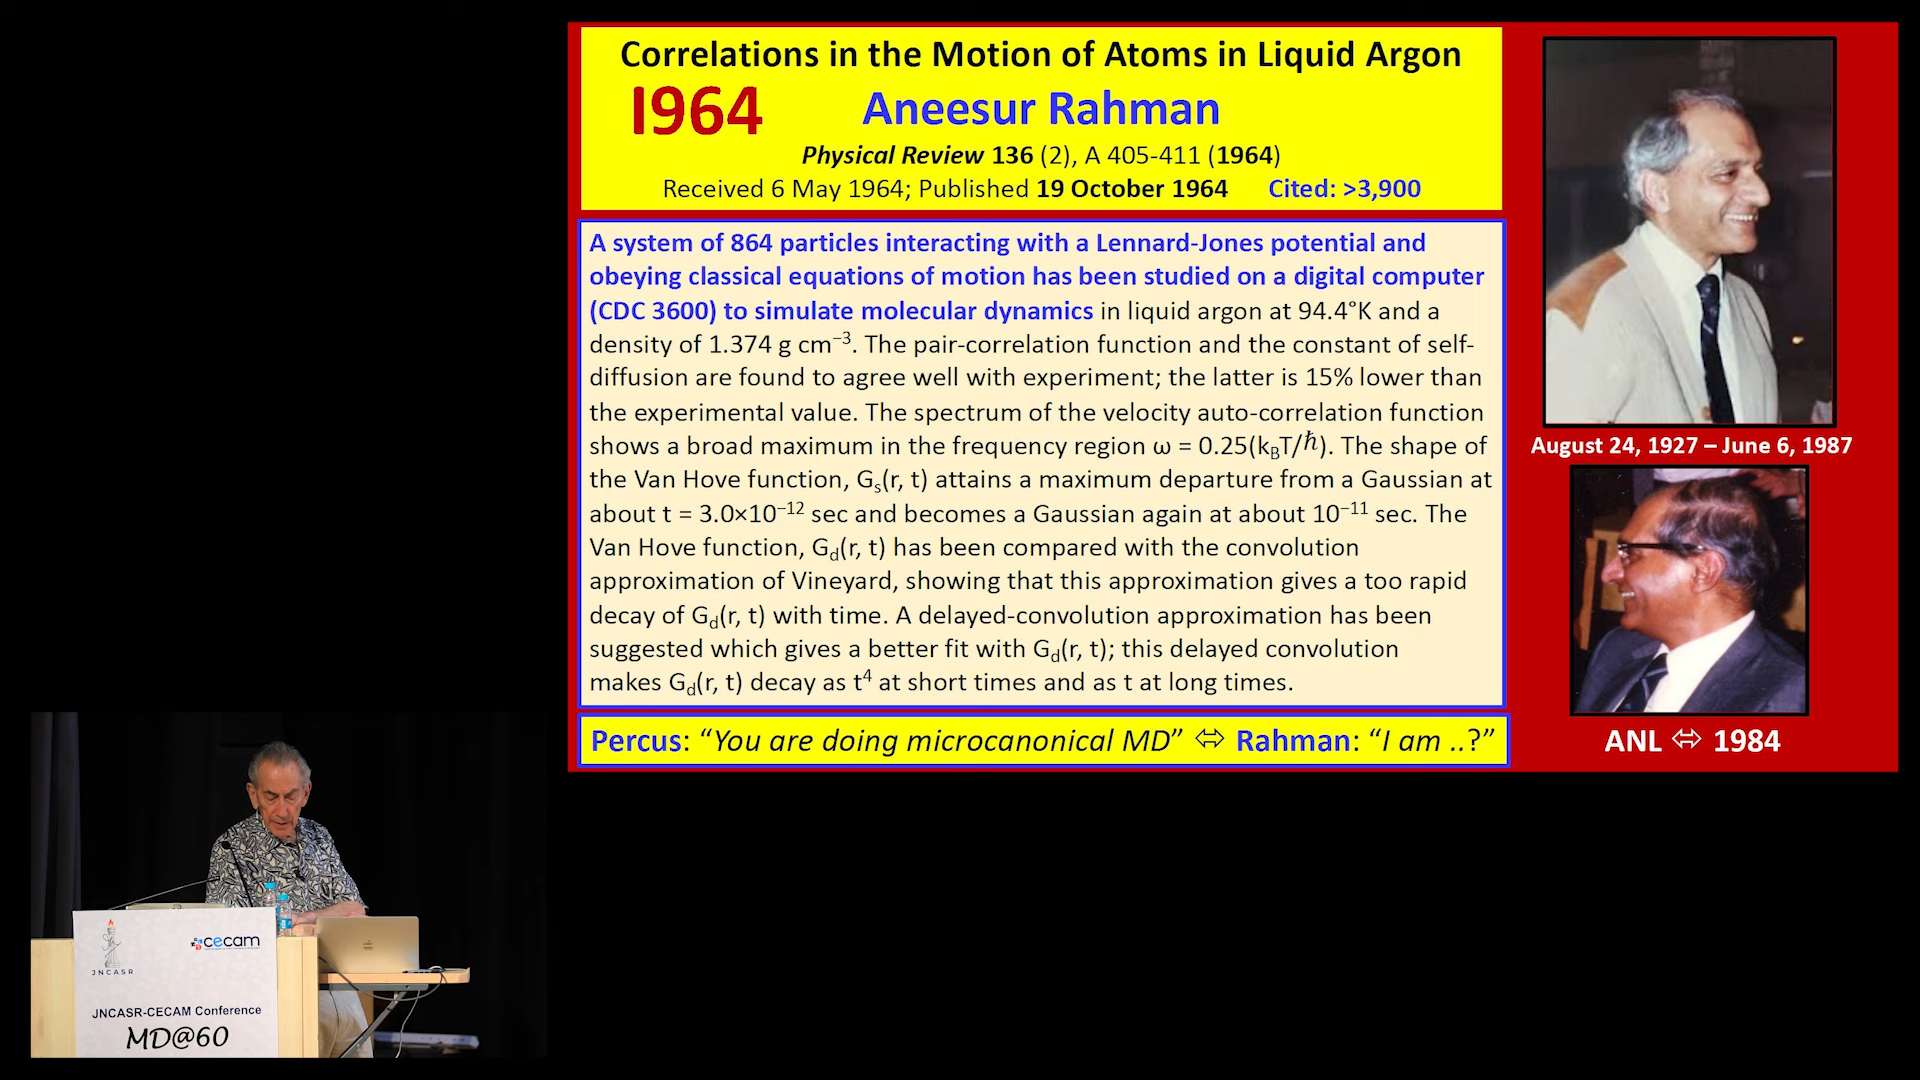 Correlations in the Motion of Atoms in Liquid Argon
I964
Aneesur Rahman
Physical Review 136 (2), A 405-411 (1964)
Received 6 May 1964; Published 19 October 1964 Cited: >3,900
A system of 864 particles interacting with a Lennard-Jones potential and
obeying classical equations of motion has been studied on a digital computer
(CDC 3600) to simulate molecular dynamics in liquid argon at 94.4°K and a
density of 1.374 g cm⁻³. The pair-correlation function and the constant of self-
diffusion are found to agree well with experiment; the latter is 15% lower than
the experimental value. The spectrum of the velocity auto-correlation function
shows a broad maximum in the frequency region ω = 0.25(kBT/ℏ). The shape of
the Van Hove function, Gs(r, t) attains a maximum departure from a Gaussian at
about t = 3.0×10⁻¹² sec and becomes a Gaussian again at about 10⁻¹¹ sec. The
Van Hove function, Gd(r, t) has been compared with the convolution
approximation of Vineyard, showing that this approximation gives a too rapid
decay of Gd(r, t) with time. A delayed-convolution approximation has been
suggested which gives a better fit with Gd(r, t); this delayed convolution
makes Gd(r, t) decay as t⁴ at short times and as t at long times.
Percus: “You are doing microcanonical MD” ⬄ Rahman: “I am ..?”
August 24, 1927 – June 6, 1987
ANL ⬄ 1984
JNCASR
cecam
JNCASR-CECAM Conference
MD@60